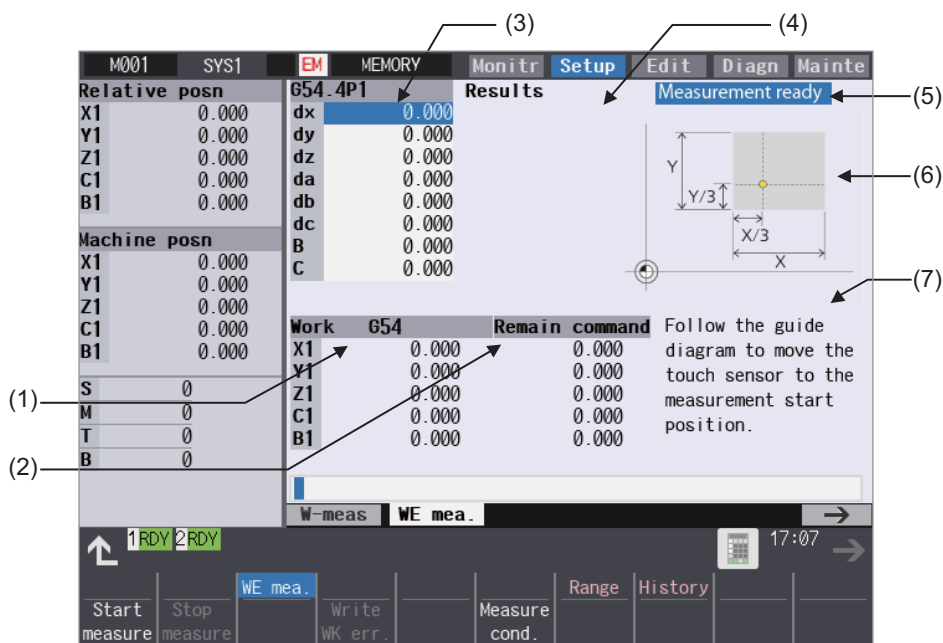 (3)
(4)
M001 SYS1 EM MEMORY Monitr Setup Edit Diagn Mainte
Relative posn
X1 0.000
Y1 0.000
Z1 0.000
C1 0.000
B1 0.000
Machine posn
X1 0.000
Y1 0.000
Z1 0.000
C1 0.000
B1 0.000
S 0
M 0
T 0
B 0
(1)
(2)
G54.4P1
dx 0.000
dy 0.000
dz 0.000
da 0.000
db 0.000
dc 0.000
B 0.000
C 0.000
Results
Measurement ready
(5)
Y
Y/3
X/3
X
(6)
(7)
Work G54 Remain command
X1 0.000 0.000
Y1 0.000 0.000
Z1 0.000 0.000
C1 0.000 0.000
B1 0.000 0.000
Follow the guide
diagram to move the
touch sensor to the
measurement start
position.
W-meas WE mea.
1 RDY 2 RDY
17:07
Start
measure
Stop
measure
WE mea.
Write
WK err.
Measure
cond.
Range
History